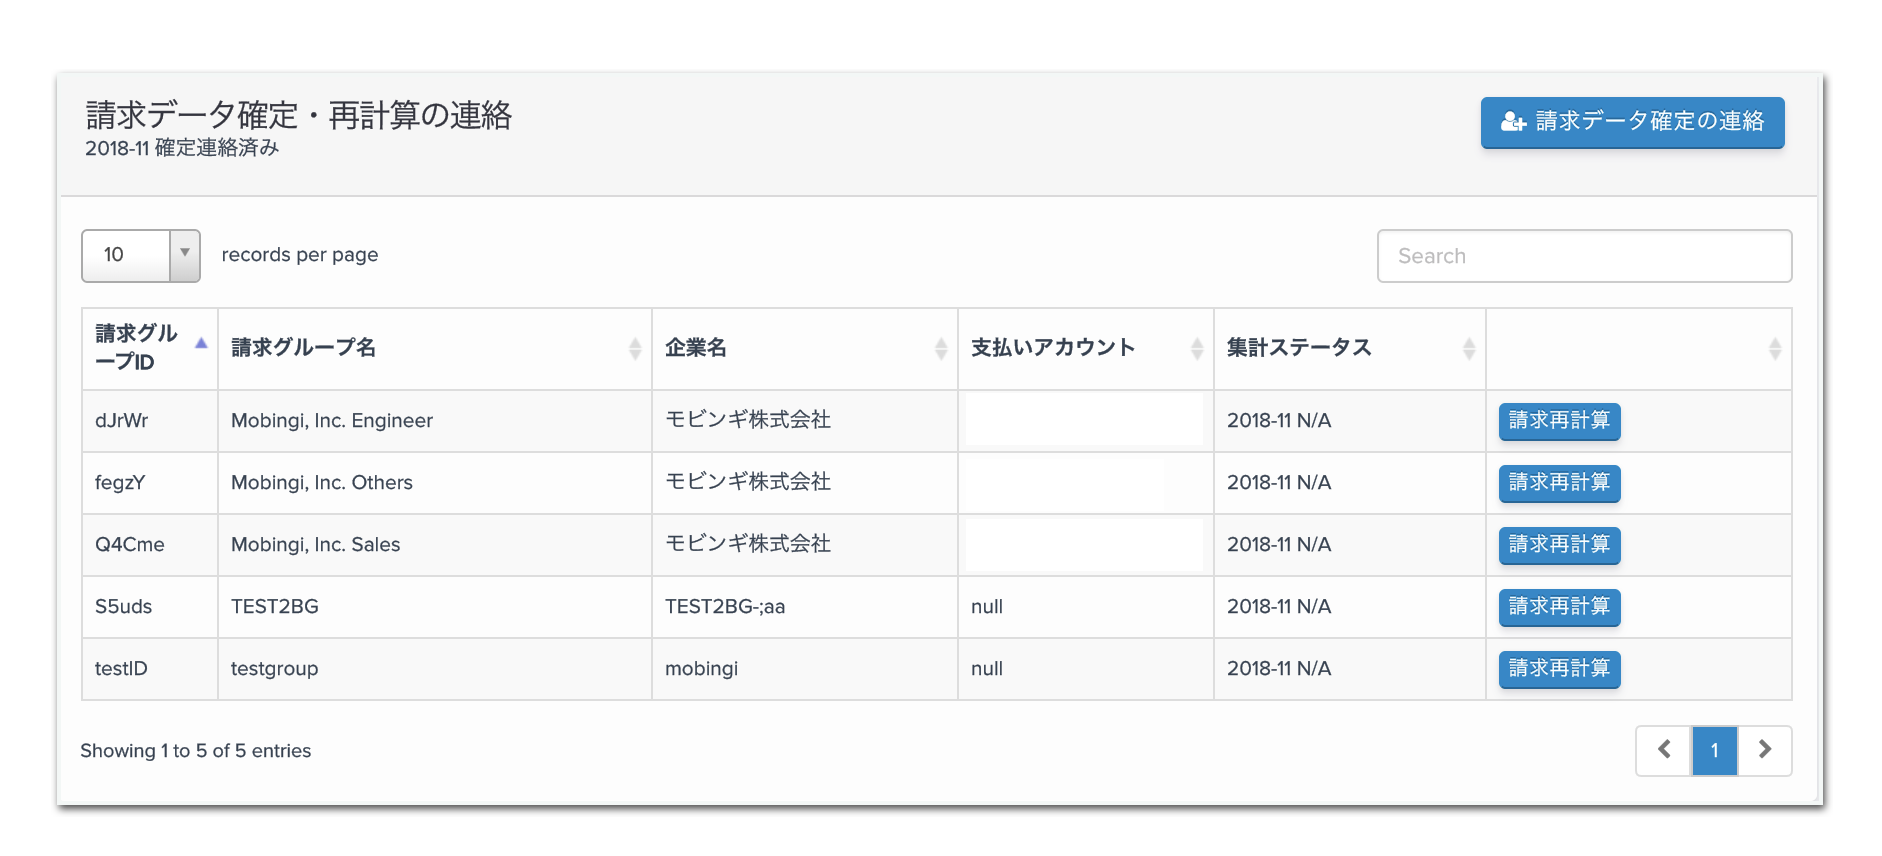 請求データ確定・再計算の連絡
2018-11 確定連絡済み
請求データ確定の連絡
10 records per page
Search
請求グル
ープID 請求グループ名 企業名 支払いアカウント 集計ステータス
dJrWr Mobingi, Inc. Engineer モビンギ株式会社 2018-11 N/A 請求再計算
fegzY Mobingi, Inc. Others モビンギ株式会社 2018-11 N/A 請求再計算
Q4Cme Mobingi, Inc. Sales モビンギ株式会社 2018-11 N/A 請求再計算
S5uds TEST2BG TEST2BG-;aa null 2018-11 N/A 請求再計算
testID testgroup mobingi null 2018-11 N/A 請求再計算
Showing 1 to 5 of 5 entries
1